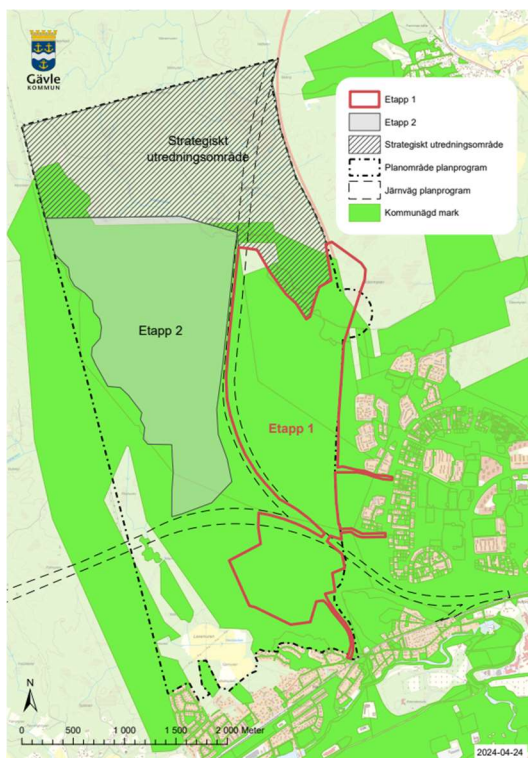 Gävle
KOMMUN
Etapp 1
Etapp 2
Strategiskt utredningsområde
Planområde planprogram
Järnväg planprogram
Kommunägd mark
Strategiskt
utredningsområde
Etapp 2
Etapp 1
N
0 500 1 000 1 500 2 000 Meter
2024-04-24